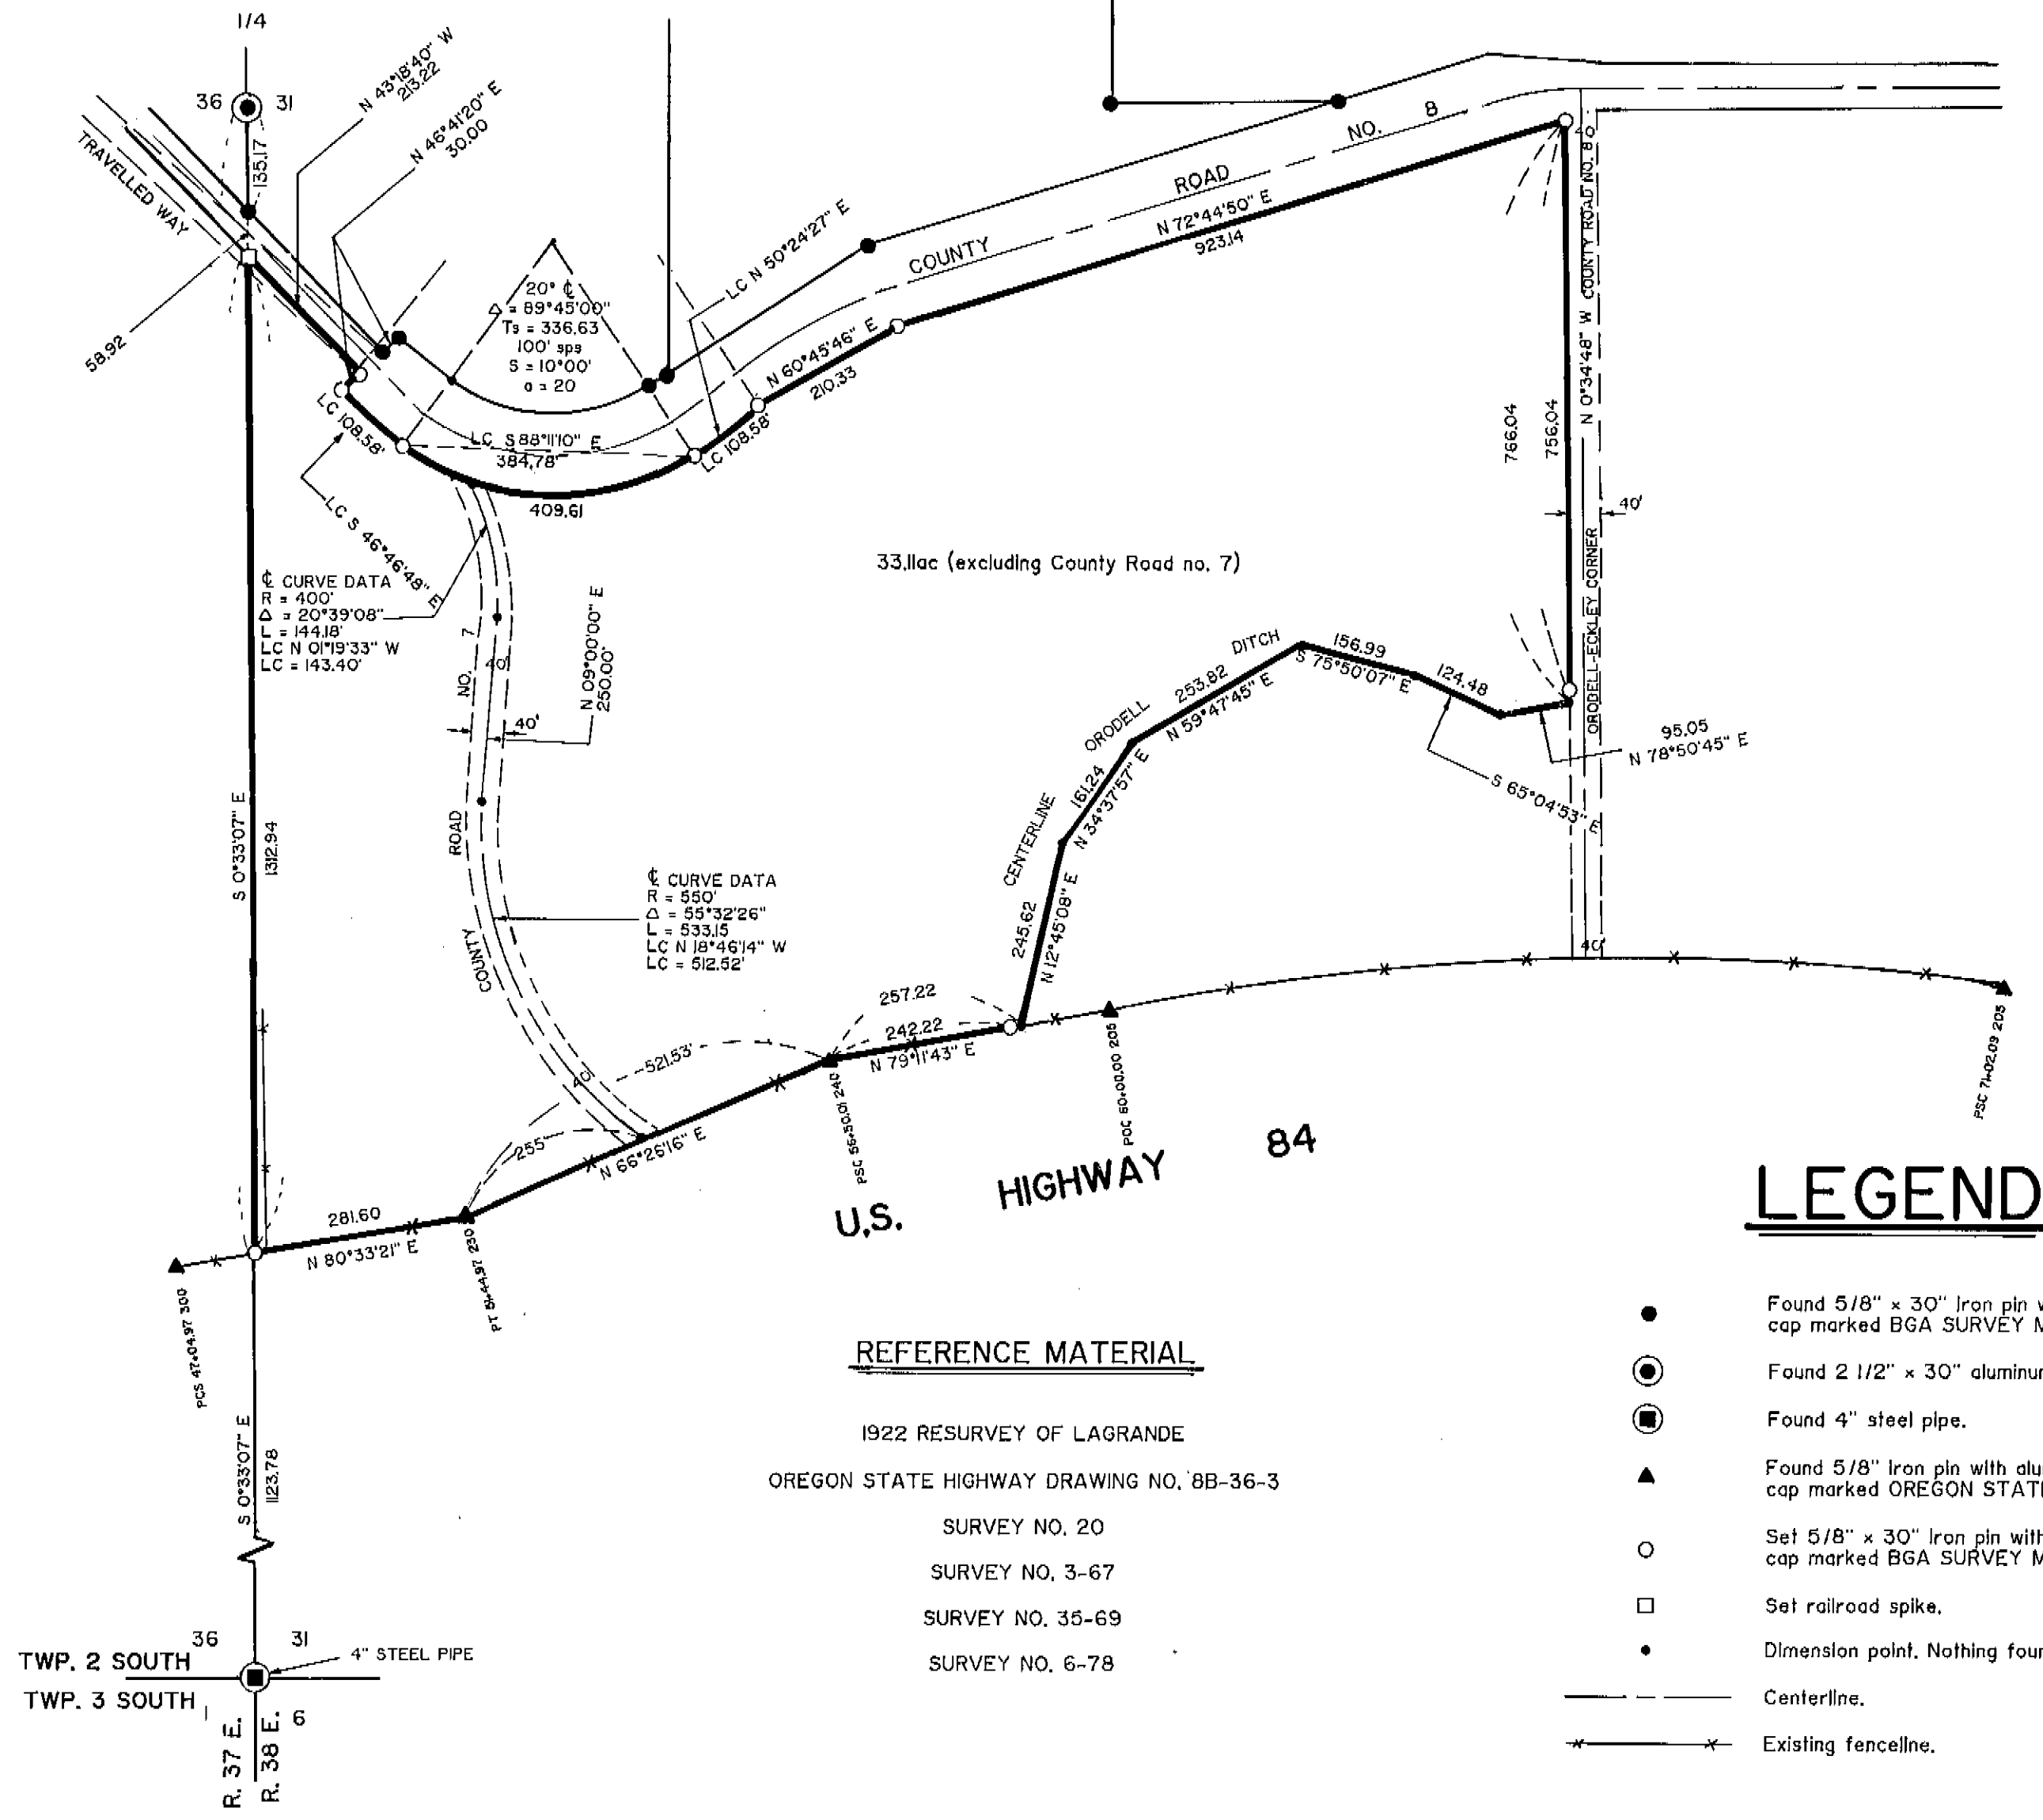 1/4
36 31
135.17
N 43°18'40" W
213.22
N 46°41'20" E
30.00
TRAVELLED WAY
58.92
20° ℄
Δ = 89°45'00"
Ts = 336.63
100' sps
S = 10°00'
a = 20
LC N 50°24'27" E
COUNTY ROAD NO. 8
N 72°44'50" E
923.14
N 60°45'46" E
210.33
LC 108.58'
LC S 88°11'10" E
384.78'
LC 108.58'
409.61
LC S 46°46'48" E
℄ CURVE DATA
R = 400'
Δ = 20°39'08"
L = 144.18'
LC N 01°19'33" W
LC = 143.40'
33.11ac (excluding County Road no. 7)
40'
N 0°34'48" W COUNTY ROAD NO. 8
766.04
756.04
40'
ORODELL-ECKLEY CORNER
COUNTY ROAD NO. 7
40'
40'
N 09°00'00" E
250.00'
CENTERLINE ORODELL DITCH
156.99
S 75°50'07" E
124.48
253.82
N 59°47'45" E
161.24
N 34°37'57" E
95.05
N 78°50'45" E
S 65°04'53" E
S 0°33'07" E
1312.94
℄ CURVE DATA
R = 550'
Δ = 55°32'26"
L = 533.15
LC N 18°46'14" W
LC = 512.52'
245.62
N 12°45'08" E
40'
257.22
242.22
N 79°11'43" E
521.53'
40'
255'
N 66°26'16" E
PSC 55+50.01 240
POC 60+00.00 205
PSC 71+02.09 205
281.60
N 80°33'21" E
PT 51+44.97 230
PCS 47+04.97 300
U.S. HIGHWAY 84
LEGEND
Found 5/8" x 30" Iron pin
cap marked BGA SURVEY
Found 2 1/2" x 30"
Found 4" steel pipe.
Found 5/8" Iron pin with
cap marked OREGON
Set 5/8" x 30" Iron pin with
cap marked BGA SURVEY
Set railroad spike.
Dimension point. Nothing
Centerline.
Existing fenceline.
REFERENCE MATERIAL
1922 RESURVEY OF LAGRANDE
OREGON STATE HIGHWAY DRAWING NO. 8B-36-3
SURVEY NO. 20
SURVEY NO. 3-67
SURVEY NO. 35-69
SURVEY NO. 6-78
S 0°33'07" E
1123.78
36 31
4" STEEL PIPE
TWP. 2 SOUTH
TWP. 3 SOUTH
1 6
R. 37 E.
R. 38 E.